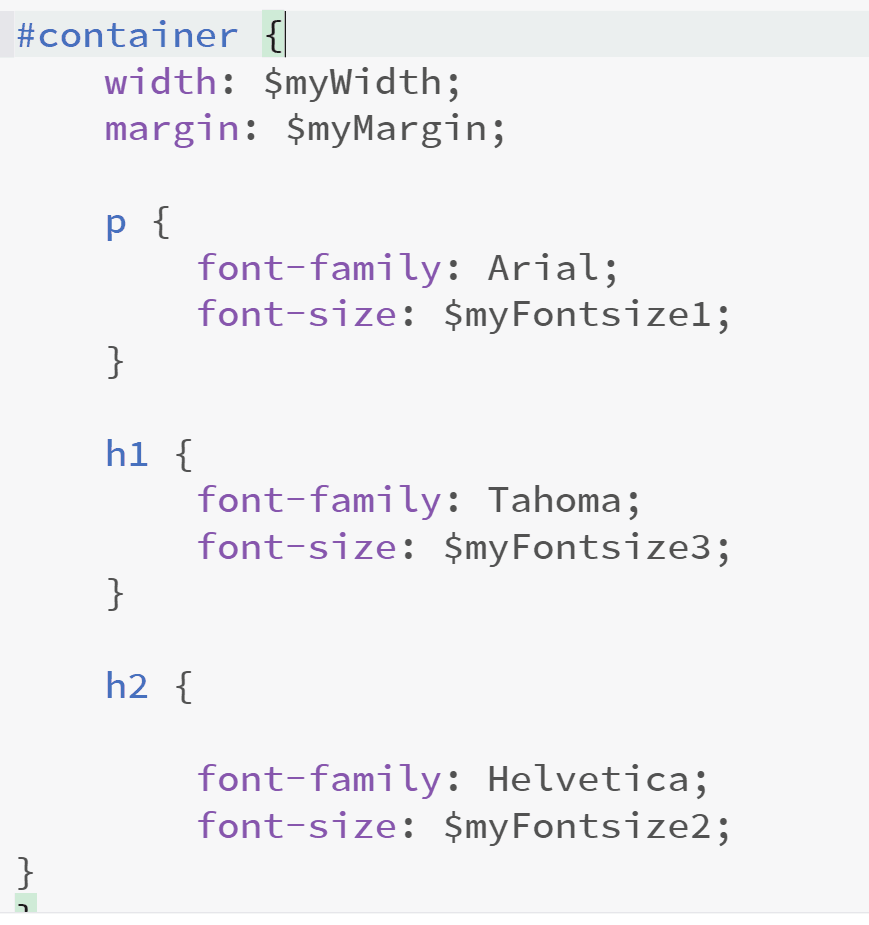 #container {
    width: $myWidth;
    margin: $myMargin;

    p {
        font-family: Arial;
        font-size: $myFontsize1;
    }

    h1 {
        font-family: Tahoma;
        font-size: $myFontsize3;
    }

    h2 {

        font-family: Helvetica;
        font-size: $myFontsize2;
}
}